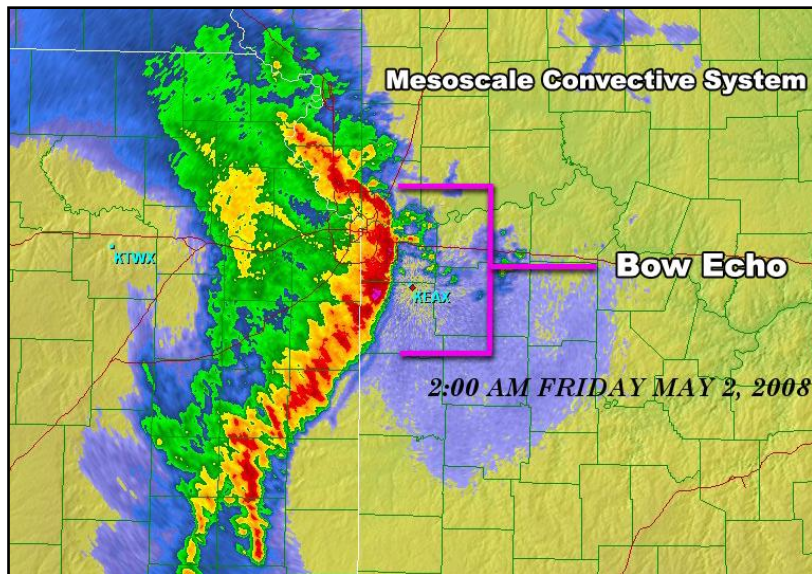 Mesoscale Convective System
KTWX
Bow Echo
KEAX
2:00 AM FRIDAY MAY 2, 2008